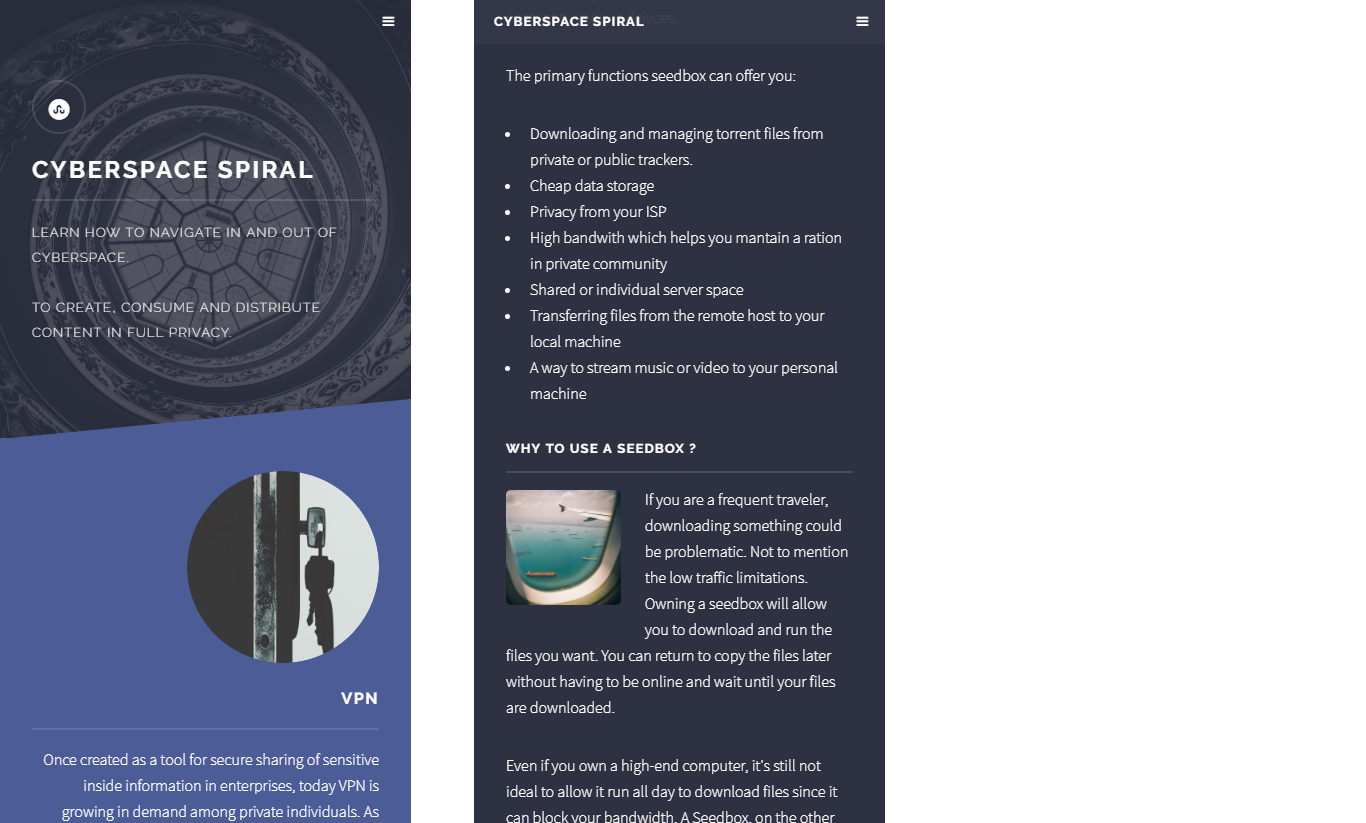 CYBERSPACE SPIRAL
LEARN HOW TO NAVIGATE IN AND OUT OF
CYBERSPACE.
TO CREATE, CONSUME AND DISTRIBUTE
CONTENT IN FULL PRIVACY.
VPN
Once created as a tool for secure sharing of sensitive
inside information in enterprises, today VPN is
growing in demand among private individuals. As
CYBERSPACE SPIRAL
The primary functions seedbox can offer you:
Downloading and managing torrent files from
private or public trackers.
Cheap data storage
Privacy from your ISP
High bandwith which helps you mantain a ration
in private community
Shared or individual server space
Transferring files from the remote host to your
local machine
A way to stream music or video to your personal
machine
WHY TO USE A SEEDBOX ?
If you are a frequent traveler,
downloading something could
be problematic. Not to mention
the low traffic limitations.
Owning a seedbox will allow
you to download and run the
files you want. You can return to copy the files later
without having to be online and wait until your files
are downloaded.
Even if you own a high-end computer, it's still not
ideal to allow it run all day to download files since it
can block your bandwidth. A Seedbox, on the other